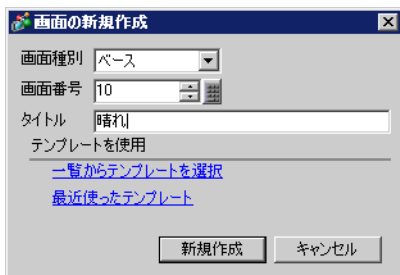 画面の新規作成
画面種別 ベース
画面番号 10
タイトル 晴れ
テンプレートを使用
一覧からテンプレートを選択
最近使ったテンプレート
新規作成 キャンセル